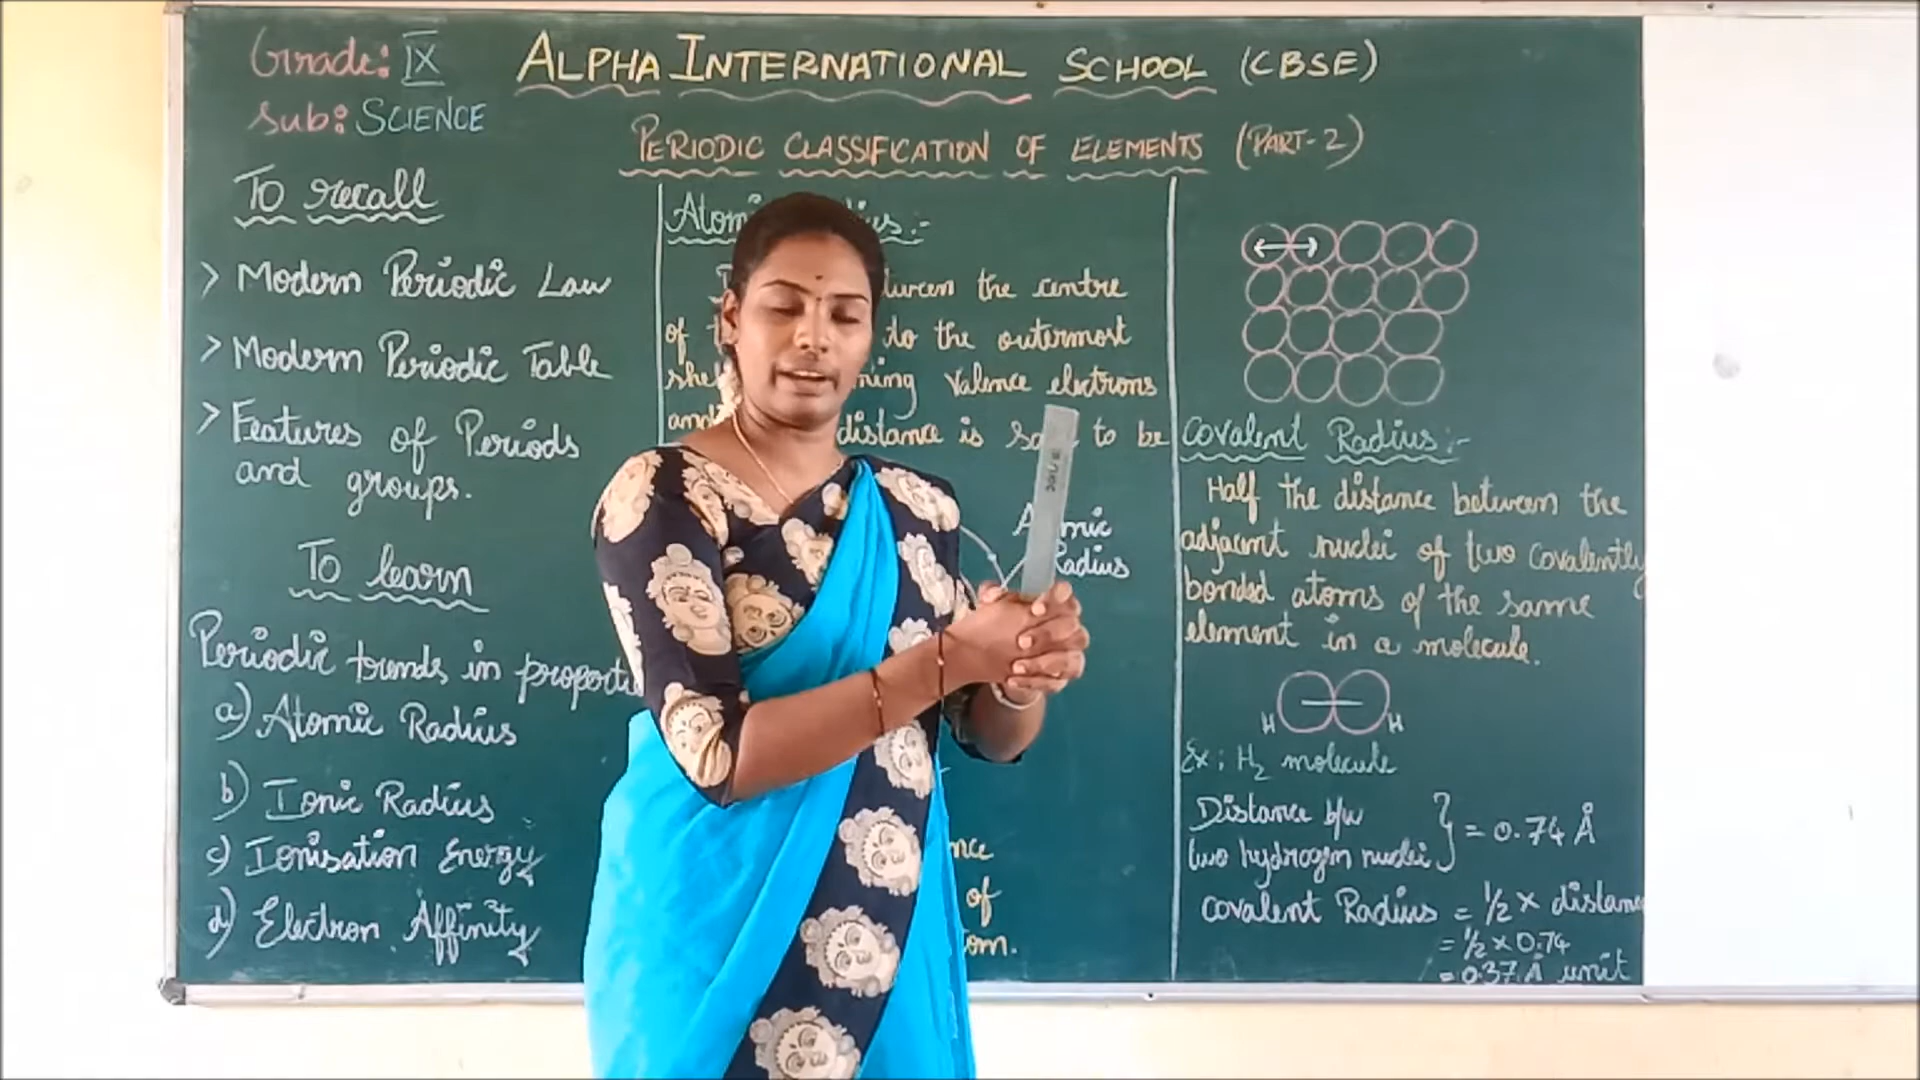 Grade: IX
Sub: SCIENCE
ALPHA INTERNATIONAL SCHOOL (CBSE)
PERIODIC CLASSIFICATION OF ELEMENTS (PART-2)
To recall
> Modern Periodic Law
> Modern Periodic Table
> Features of Periods
and groups.
To learn
Periodic trends in
a) Atomic Radius
b) Ionic Radius
c) Ionisation Energy
d) Electron Affinity
the centre
of to the outermost
Valence electrons
distance is to be
Radius
of
Covalent Radius:-
Half the distance between the
adjacent nuclei of two covalently
bonded atoms of the same
element in a molecule.
H H
Ex: H2 molecule
Distance b/w
two hydrogen nuclei } = 0.74 Å
Covalent Radius = 1/2 x
= 1/2 x 0.74
= 0.37 Å unit